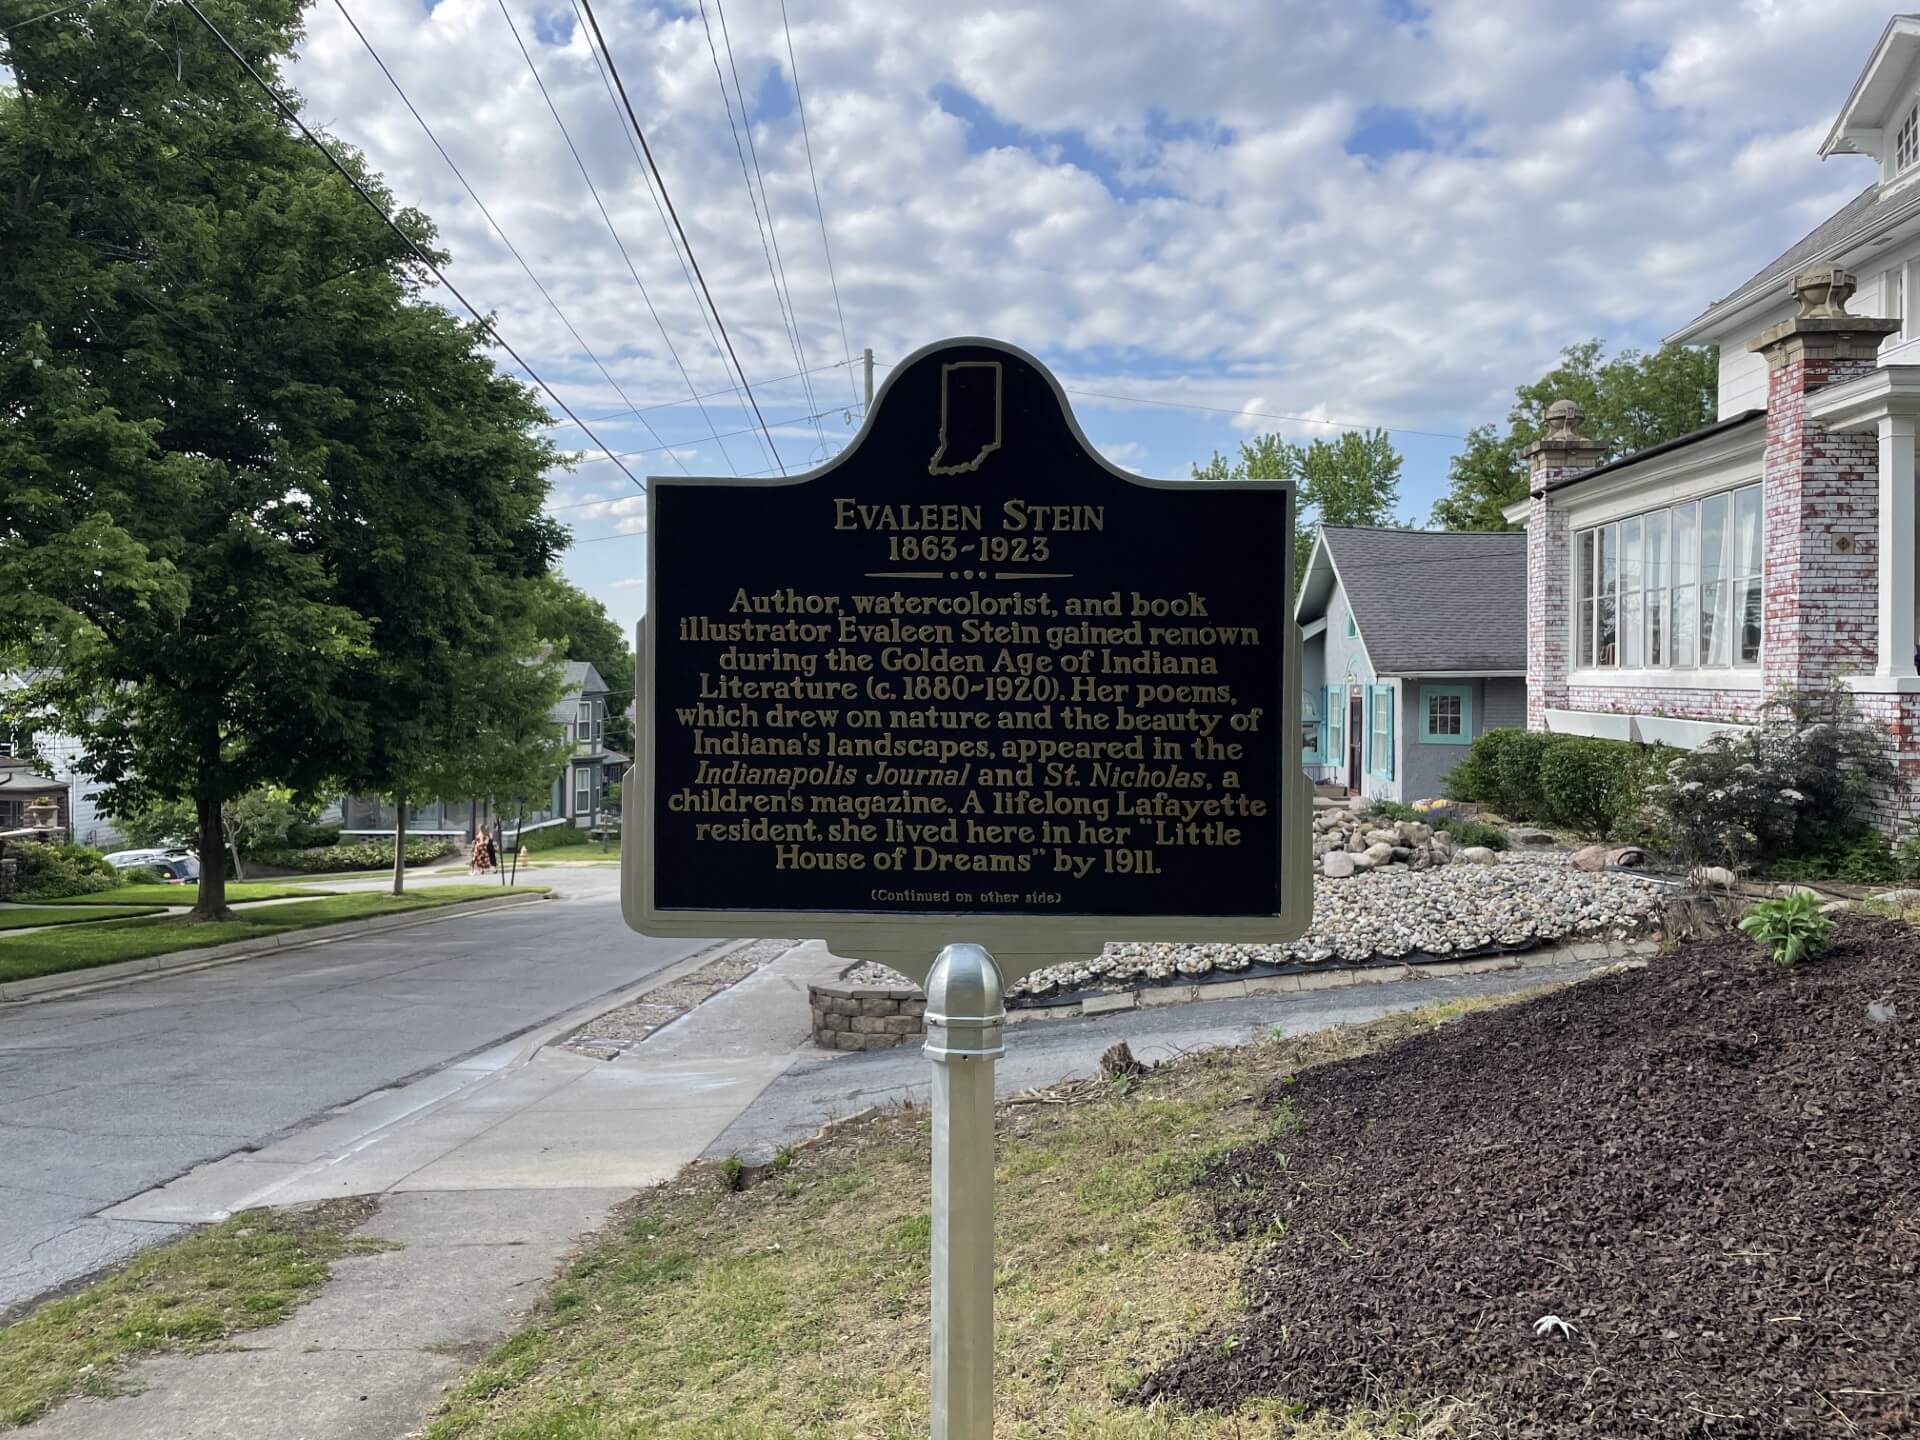 EVALEEN STEIN
1863~1923
Author, watercolorist, and book
illustrator Evaleen Stein gained renown
during the Golden Age of Indiana
Literature (c. 1880~1920). Her poems,
which drew on nature and the beauty of
Indiana's landscapes, appeared in the
Indianapolis Journal and St. Nicholas, a
children's magazine. A lifelong Lafayette
resident, she lived here in her "Little
House of Dreams" by 1911.
(Continued on other side)